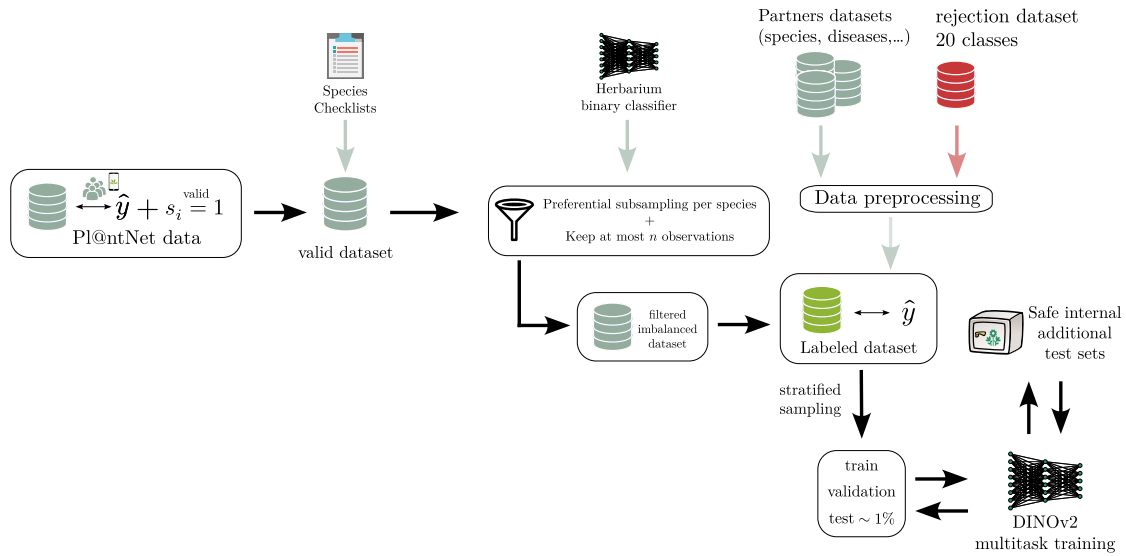 Species
Checklists
Herbarium
binary classifier
Partners datasets
(species, diseases,...)
rejection dataset
20 classes
ŷ + sᵢ valid = 1
Pl@ntNet data
valid dataset
Preferential subsampling per species
+
Keep at most n observations
Data preprocessing
filtered
imbalanced
dataset
ŷ
Labeled dataset
Safe internal
additional
test sets
stratified
sampling
train
validation
test ∼ 1%
DINOv2
multitask training